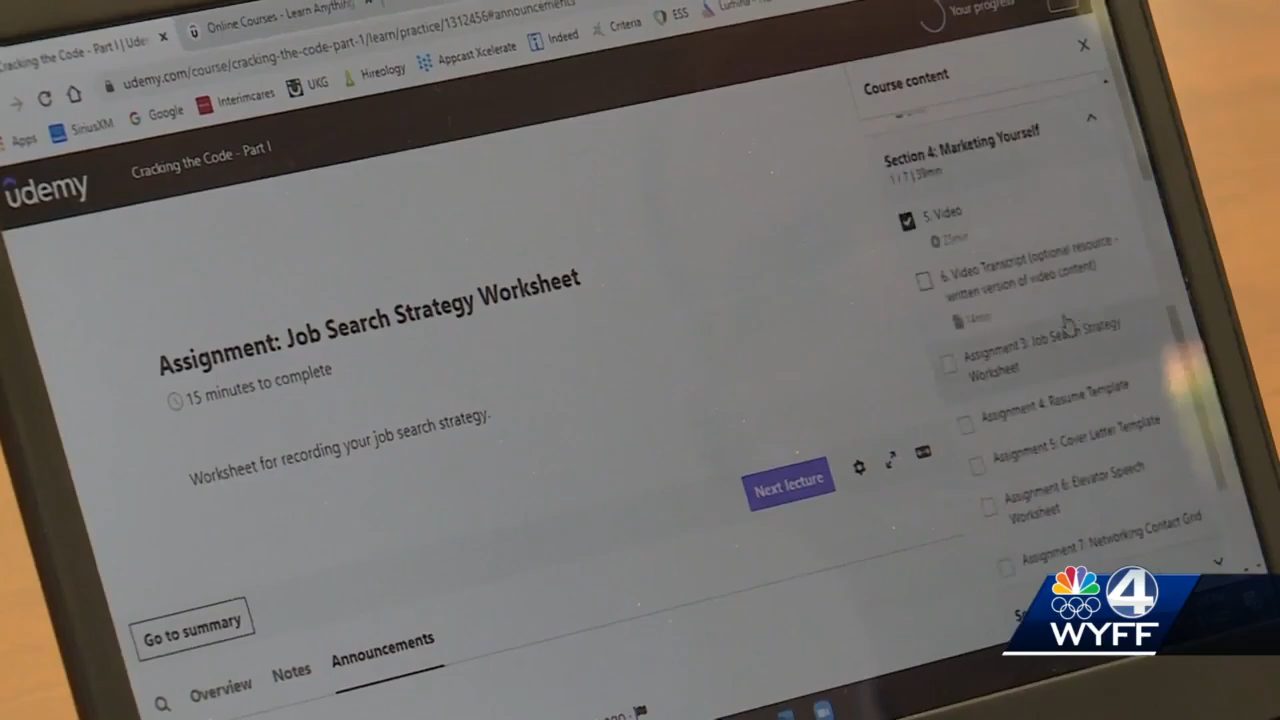 Cracking the Code - Part I | Ude
Online Courses - Learn Anythin
udemy.com/course/cracking-the-code-part-1/learn/practice/1312456#announcements
Apps
SiriusXM
Google
Interimcares
UKG
Hireology
Appcast Xcelerate
Indeed
Criteria
ESS
Your progress
udemy
Cracking the Code - Part I
Assignment: Job Search Strategy Worksheet
15 minutes to complete
Worksheet for recording your job search strategy.
Next lecture
Go to summary
Overview
Notes
Announcements
Course content
Section 4: Marketing Yourself
1 / 7 | 39min
5. Video
25min
6. Video Transcript (optional resource -
written version of video content)
14min
Assignment 3: Job Search Strategy
Worksheet
Assignment 4: Resume Template
Assignment 5: Cover Letter Template
Assignment 6: Elevator Speech
Worksheet
Assignment 7: Networking Contact Grid
4
WYFF